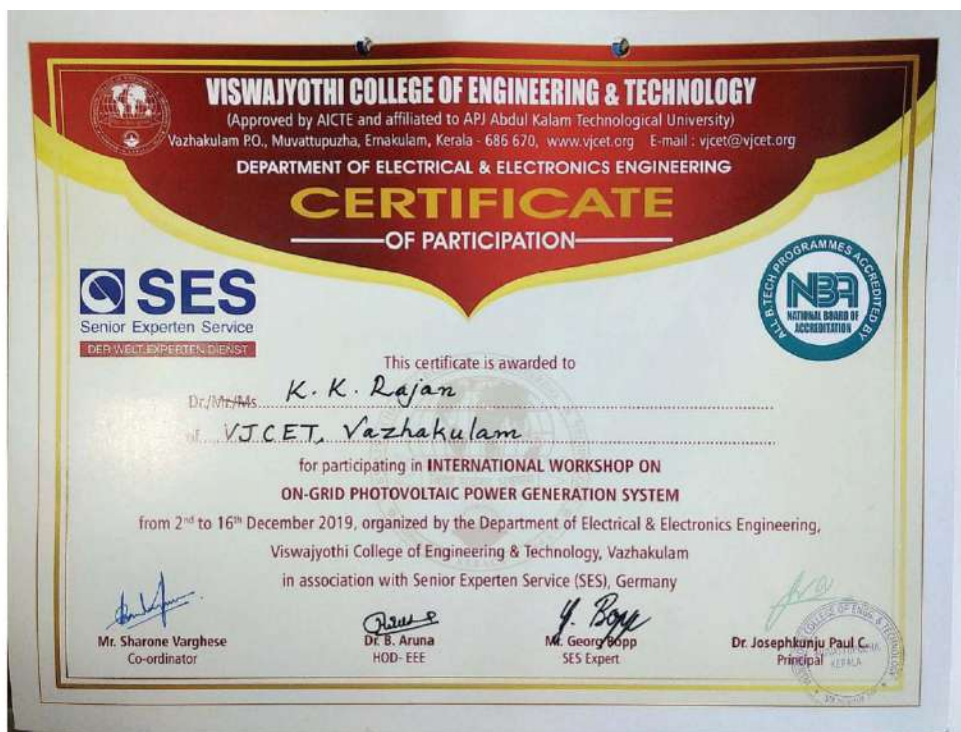 VISWAJYOTHI COLLEGE OF ENGINEERING & TECHNOLOGY
(Approved by AICTE and affiliated to APJ Abdul Kalam Technological University)
Vazhakulam P.O., Muvattupuzha, Ernakulam, Kerala - 686 670, www.vjcet.org E-mail : vjcet@vjcet.org
DEPARTMENT OF ELECTRICAL & ELECTRONICS ENGINEERING
CERTIFICATE
OF PARTICIPATION
SES
Senior Experten Service
DER WELT EXPERTEN DIENST
ALL B.TECH PROGRAMMES ACCREDITED BY
NBA
NATIONAL BOARD OF
ACCREDITATION
This certificate is awarded to
Dr./Mr./Ms. K. K. Rajan
of VJCET, Vazhakulam
for participating in INTERNATIONAL WORKSHOP ON
ON-GRID PHOTOVOLTAIC POWER GENERATION SYSTEM
from 2nd to 16th December 2019, organized by the Department of Electrical & Electronics Engineering,
Viswajyothi College of Engineering & Technology, Vazhakulam
in association with Senior Experten Service (SES), Germany
Y. Bopp
Mr. Sharone Varghese
Co-ordinator
Dr. B. Aruna
HOD- EEE
Mr. Georg Bopp
SES Expert
Dr. Josephkunju Paul C.
Principal
COLLEGE OF ENGG. &
KERALA